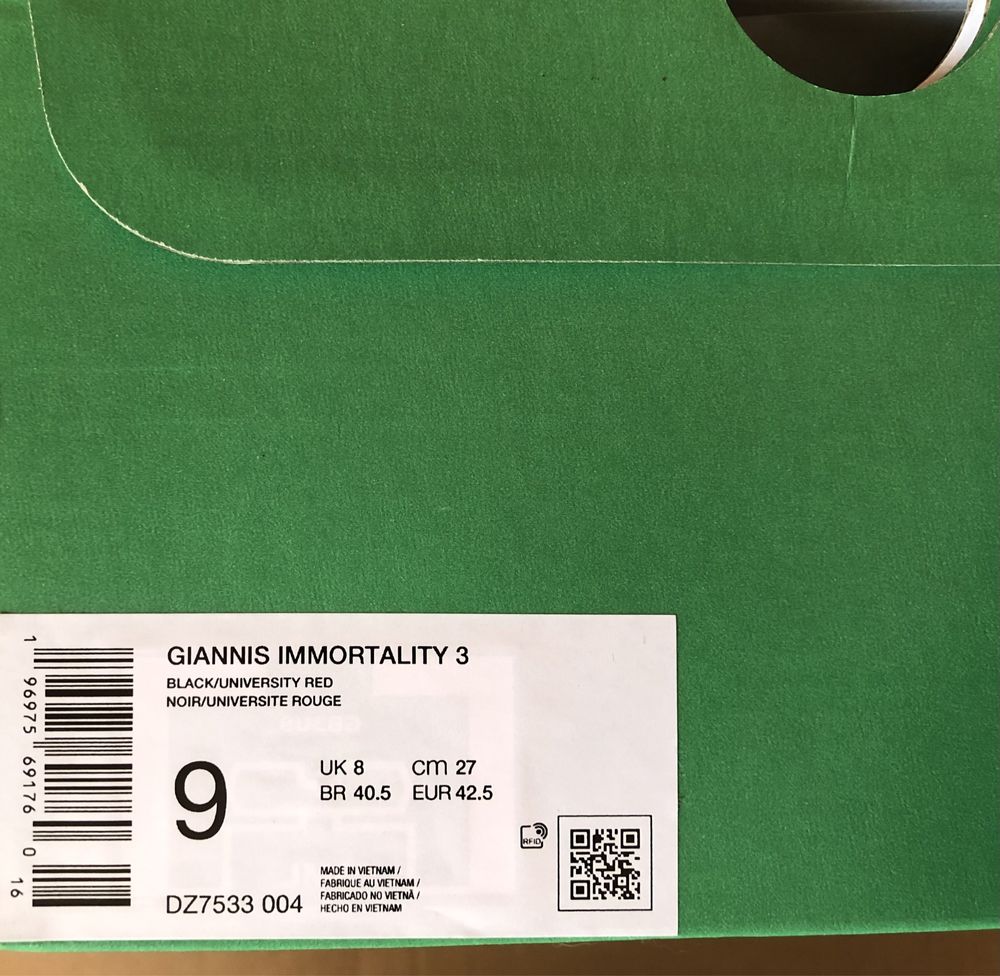 GIANNIS IMMORTALITY 3
BLACK/UNIVERSITY RED
NOIR/UNIVERSITE ROUGE
9
UK 8 cm 27
BR 40.5 EUR 42.5
RFID
MADE IN VIETNAM /
FABRIQUE AU VIETNAM /
FABRICADO NO VIETNÃ /
HECHO EN VIETNAM
DZ7533 004
1 96975 69176 0 16